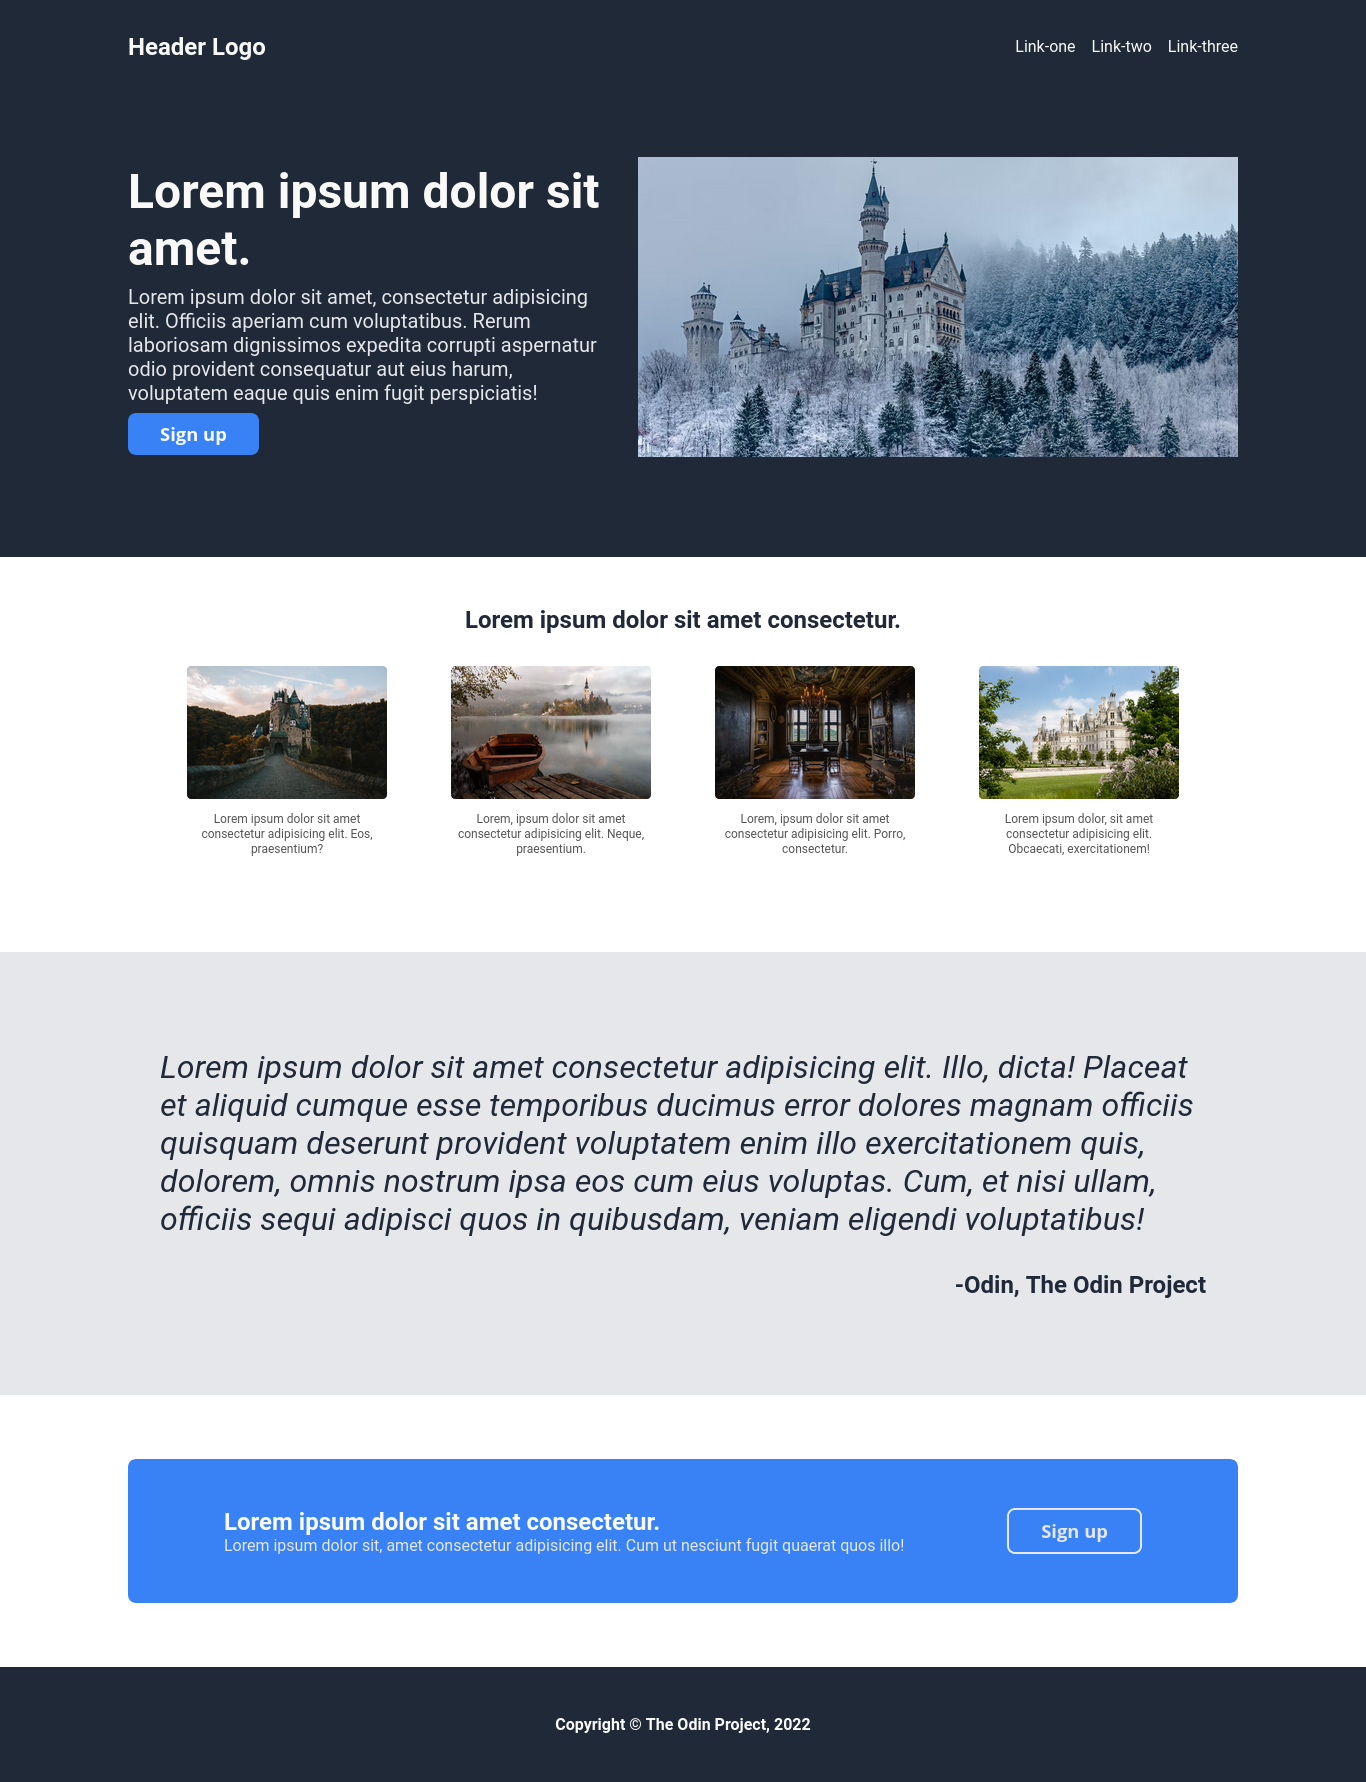 Header Logo
Link-one Link-two Link-three
Lorem ipsum dolor sit
amet.
Lorem ipsum dolor sit amet, consectetur adipisicing
elit. Officiis aperiam cum voluptatibus. Rerum
laboriosam dignissimos expedita corrupti aspernatur
odio provident consequatur aut eius harum,
voluptatem eaque quis enim fugit perspiciatis!
Sign up
Lorem ipsum dolor sit amet consectetur.
Lorem ipsum dolor sit amet
consectetur adipisicing elit. Eos,
praesentium?
Lorem, ipsum dolor sit amet
consectetur adipisicing elit. Neque,
praesentium.
Lorem, ipsum dolor sit amet
consectetur adipisicing elit. Porro,
consectetur.
Lorem ipsum dolor, sit amet
consectetur adipisicing elit.
Obcaecati, exercitationem!
Lorem ipsum dolor sit amet consectetur adipisicing elit. Illo, dicta! Placeat
et aliquid cumque esse temporibus ducimus error dolores magnam officiis
quisquam deserunt provident voluptatem enim illo exercitationem quis,
dolorem, omnis nostrum ipsa eos cum eius voluptas. Cum, et nisi ullam,
officiis sequi adipisci quos in quibusdam, veniam eligendi voluptatibus!
-Odin, The Odin Project
Lorem ipsum dolor sit amet consectetur.
Lorem ipsum dolor sit, amet consectetur adipisicing elit. Cum ut nesciunt fugit quaerat quos illo!
Sign up
Copyright © The Odin Project, 2022